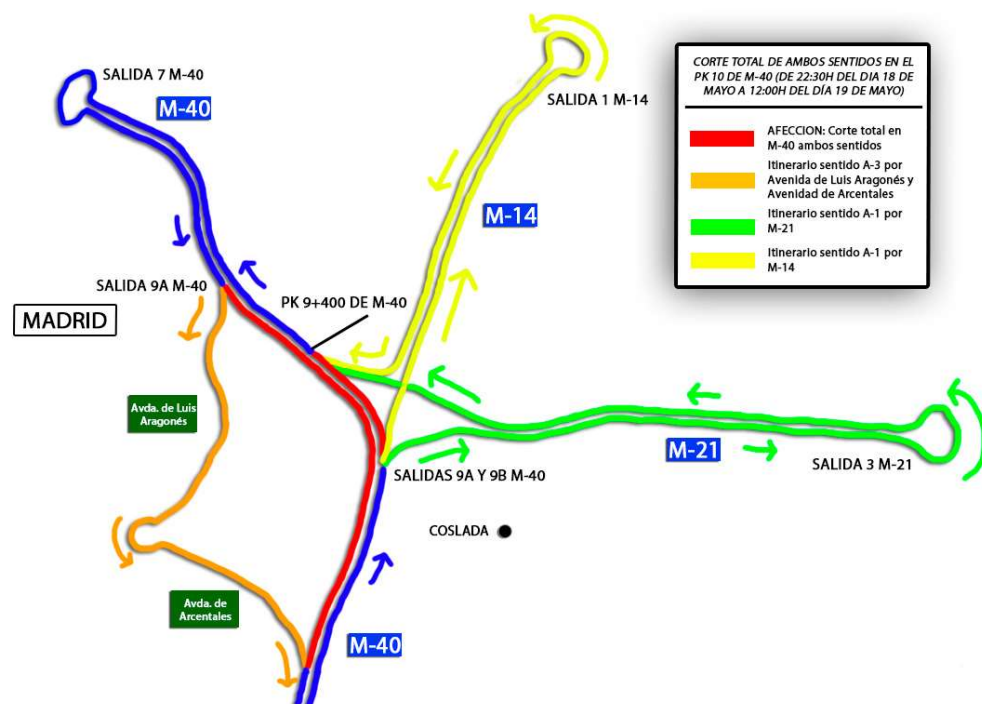 SALIDA 7 M-40
M-40
SALIDA 1 M-14
M-14
SALIDA 9A M-40
PK 9+400 DE M-40
MADRID
Avda. de Luis
Aragonés
M-21
SALIDA 3 M-21
SALIDAS 9A Y 9B M-40
COSLADA
Avda. de
Arcentales
M-40
CORTE TOTAL DE AMBOS SENTIDOS EN EL
PK 10 DE M-40 (DE 22:30H DEL DIA 18 DE
MAYO A 12:00H DEL DÍA 19 DE MAYO)
AFECCION: Corte total en
M-40 ambos sentidos
Itinerario sentido A-3 por
Avenida de Luis Aragonés y
Avenidad de Arcentales
Itinerario sentido A-1 por
M-21
Itinerario sentido A-1 por
M-14